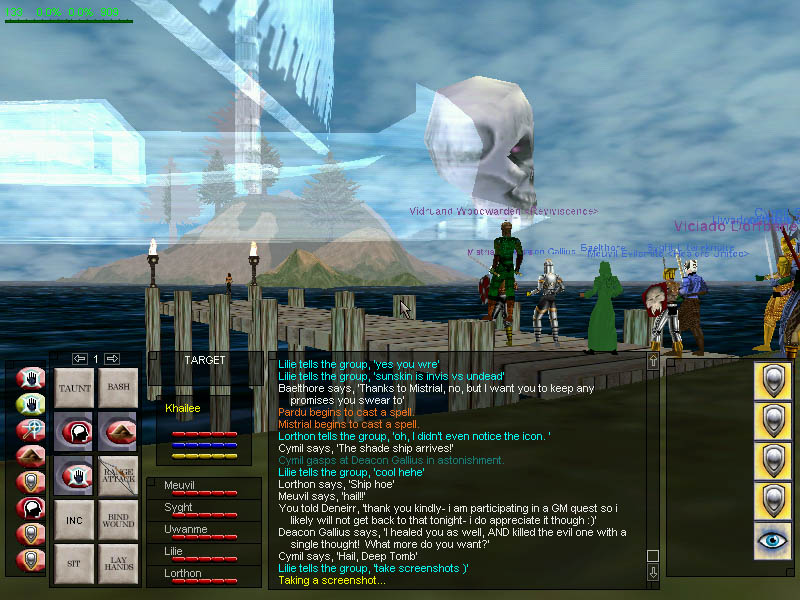 Vidruand Woodwarden <Reviviscence>
Baelthore
Meuvil
1
TARGET
TAUNT
BASH
Khailee
RANGE ATTACK
INC
BIND WOUND
SIT
LAY HANDS
Meuvil
Syght
Uwanme
Lilie
Lorthon
Lilie tells the group, 'yes you wre'
Lilie tells the group, 'sunskin is invis vs undead'
Baelthore says, 'Thanks to Mistrial, no, but I want you to keep any
promises you swear to'
Pardu begins to cast a spell.
Mistrial begins to cast a spell.
Lorthon tells the group, 'oh, I didn't even notice the icon. '
Cymil says, 'The shade ship arrives!'
Cymil gasps at Deacon Gallius in astonishment.
Lilie tells the group, 'cool hehe'
Lorthon says, 'Ship hoe'
Meuvil says, 'hail!!'
You told Deneirr, 'thank you kindly- i am participating in a GM quest so i
likely will not get back to that tonight- i do appreciate it though :)'
Deacon Gallius says, 'I healed you as well, AND killed the evil one with a
single thought!  What more do you want?'
Cymil says, 'Hail, Deep Tomb'
Lilie tells the group, 'take screenshots )'
Taking a screenshot...